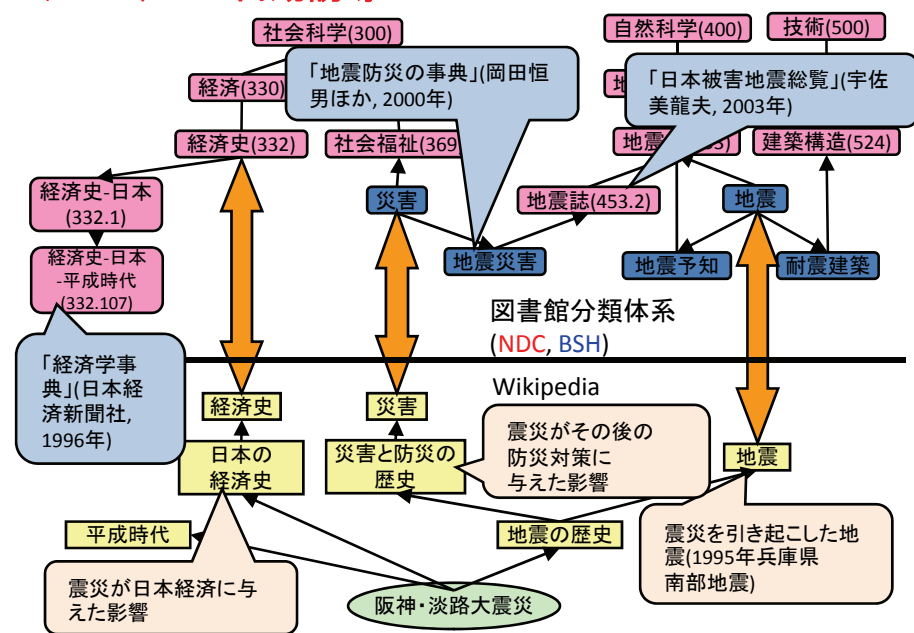 社会科学(300)
自然科学(400)
技術(500)
経済(330)
「地震防災の事典」(岡田恒
男ほか, 2000年)
「日本被害地震総覧」(宇佐
美龍夫, 2003年)
経済史(332)
社会福祉(369
建築構造(524)
経済史-日本
(332.1)
災害
地震誌(453.2)
地震
経済史-日本
-平成時代
(332.107)
地震災害
地震予知
耐震建築
図書館分類体系
(NDC, BSH)
「経済学事
典」(日本経
済新聞社,
1996年)
Wikipedia
経済史
災害
日本の
経済史
災害と防災の
歴史
震災がその後の
防災対策に
与えた影響
地震
平成時代
地震の歴史
震災を引き起こした地
震(1995年兵庫県
南部地震)
震災が日本経済に与
えた影響
阪神・淡路大震災